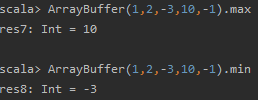 scala> ArrayBuffer(1,2,-3,10,-1).max
res7: Int = 10
scala> ArrayBuffer(1,2,-3,10,-1).min
res8: Int = -3